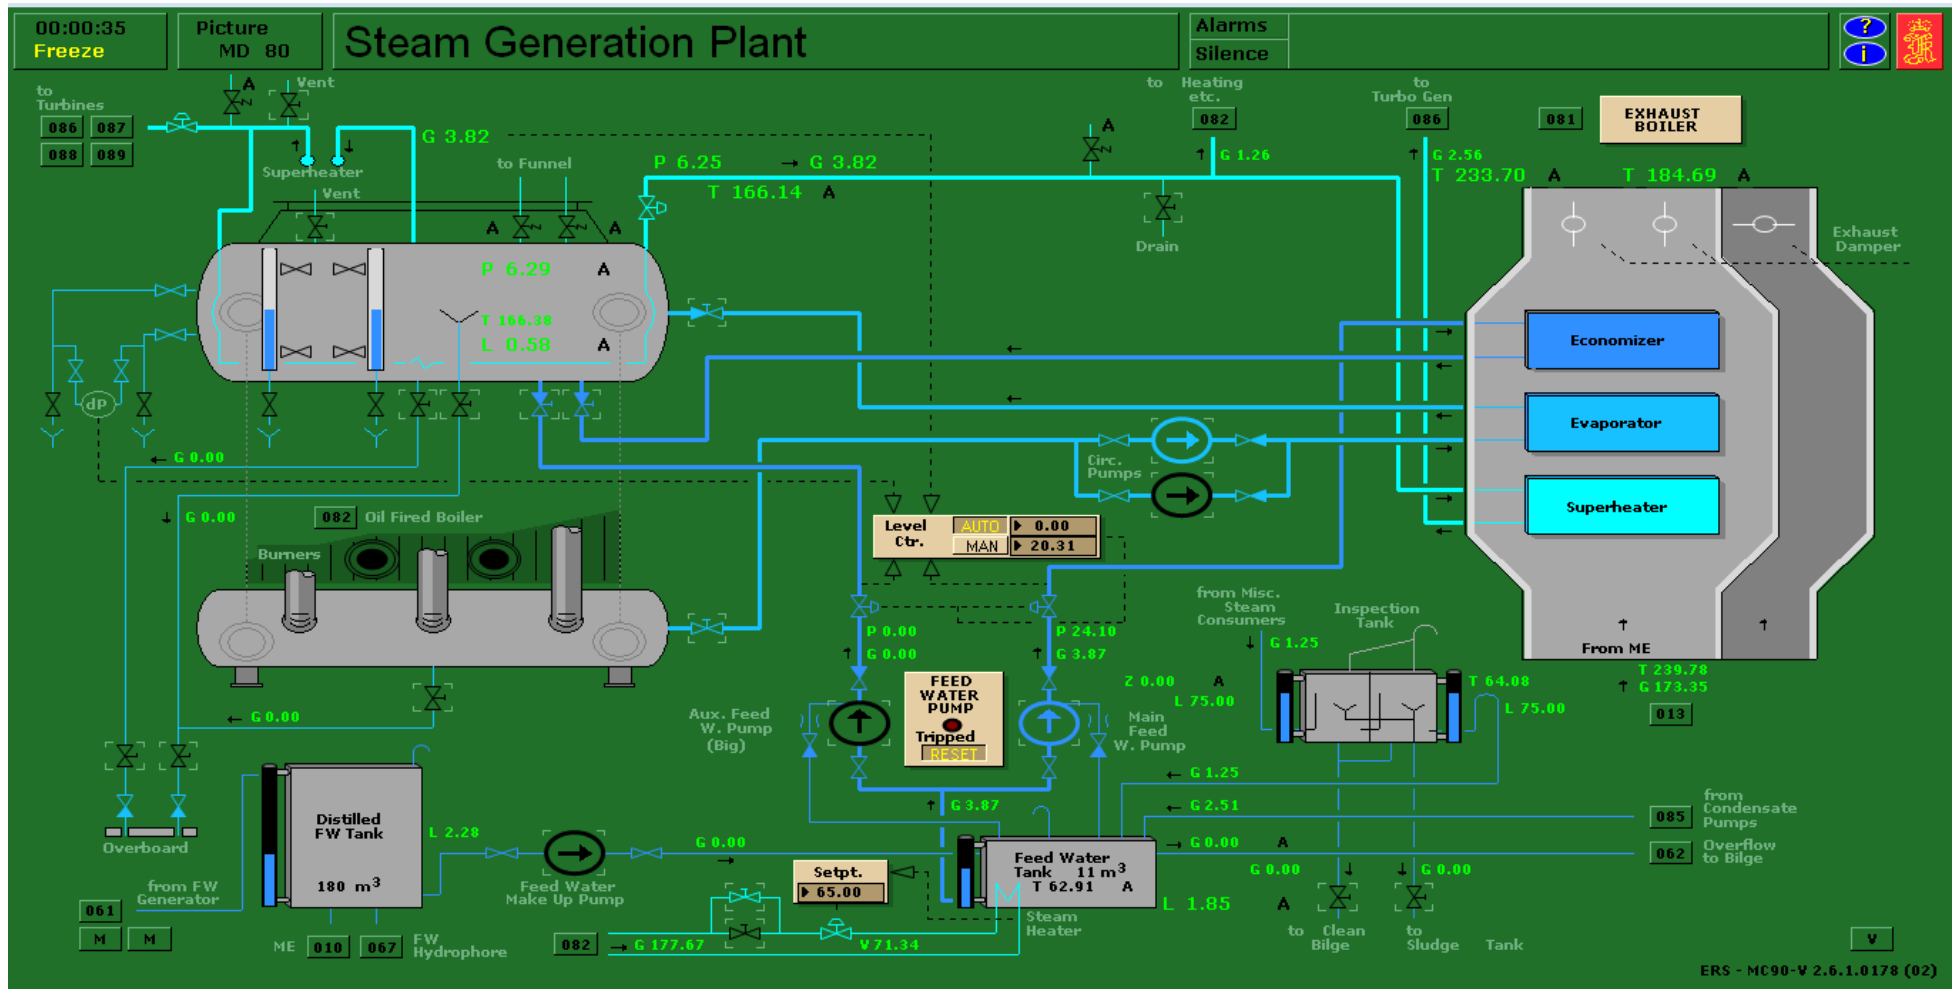 00:00:35
Freeze
Picture
MD 80
Steam Generation Plant
Alarms
Silence
?
i
to
Turbines
086 087
088 089
A
Z
Vent
Superheater
G 3.82
Vent
to Funnel
A
Z
Z
A
P 6.25 → G 3.82
T 166.14 A
A
Z
Drain
to Heating
etc.
082
↑ G 1.26
to
Turbo Gen
086
↑ G 2.56
T 233.70 A
T 184.69 A
081
EXHAUST
BOILER
Exhaust
Damper
P 6.29 A
T 166.38
L 0.58 A
dP
← G 0.00
↓ G 0.00
082 Oil Fired Boiler
Burners
Circ.
Pumps
Level
Ctr.
AUTO 0.00
MAN 20.31
Economizer
Evaporator
Superheater
From ME
T 239.78
↑ G 173.35
013
P 0.00
↑ G 0.00
P 24.10
↑ G 3.87
FEED
WATER
PUMP
Tripped
RESET
Aux. Feed
W. Pump
(Big)
Main
Feed
W. Pump
from Misc.
Steam
Consumers
↓ G 1.25
Inspection
Tank
Z 0.00 A
L 75.00
T 64.08
L 75.00
← G 0.00
Overboard
Distilled
FW Tank
180 m³
L 2.28
from FW
Generator
061
M M
ME 010 067 FW
Hydrophore
Feed Water
Make Up Pump
G 0.00
→
↑ G 3.87
← G 1.25
← G 2.51
→ G 0.00 A
085
from
Condensate
Pumps
062
Overflow
to Bilge
Feed Water
Tank 11 m³
T 62.91 A
L 1.85 A
Setpt.
65.00
Steam
Heater
082
→ G 177.67
V 71.34
G 0.00 ↓
↓ G 0.00
to Clean
Bilge
to
Sludge Tank
V
ERS - MC90-V 2.6.1.0178 (02)